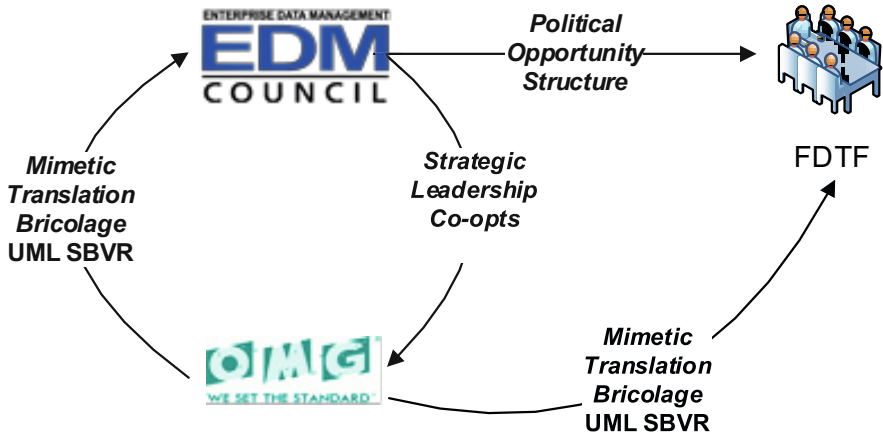 ENTERPRISE DATA MANAGEMENT
EDM
COUNCIL
Political
Opportunity
Structure
FDTF
Mimetic
Translation
Bricolage
UML SBVR
Strategic
Leadership
Co-opts
OMG
WE SET THE STANDARD
Mimetic
Translation
Bricolage
UML SBVR